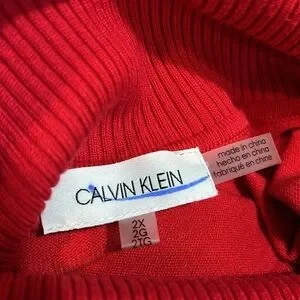 CALVIN KLEIN
made in china
hecho en china
fabriqué en chine
2X
2G
2TG